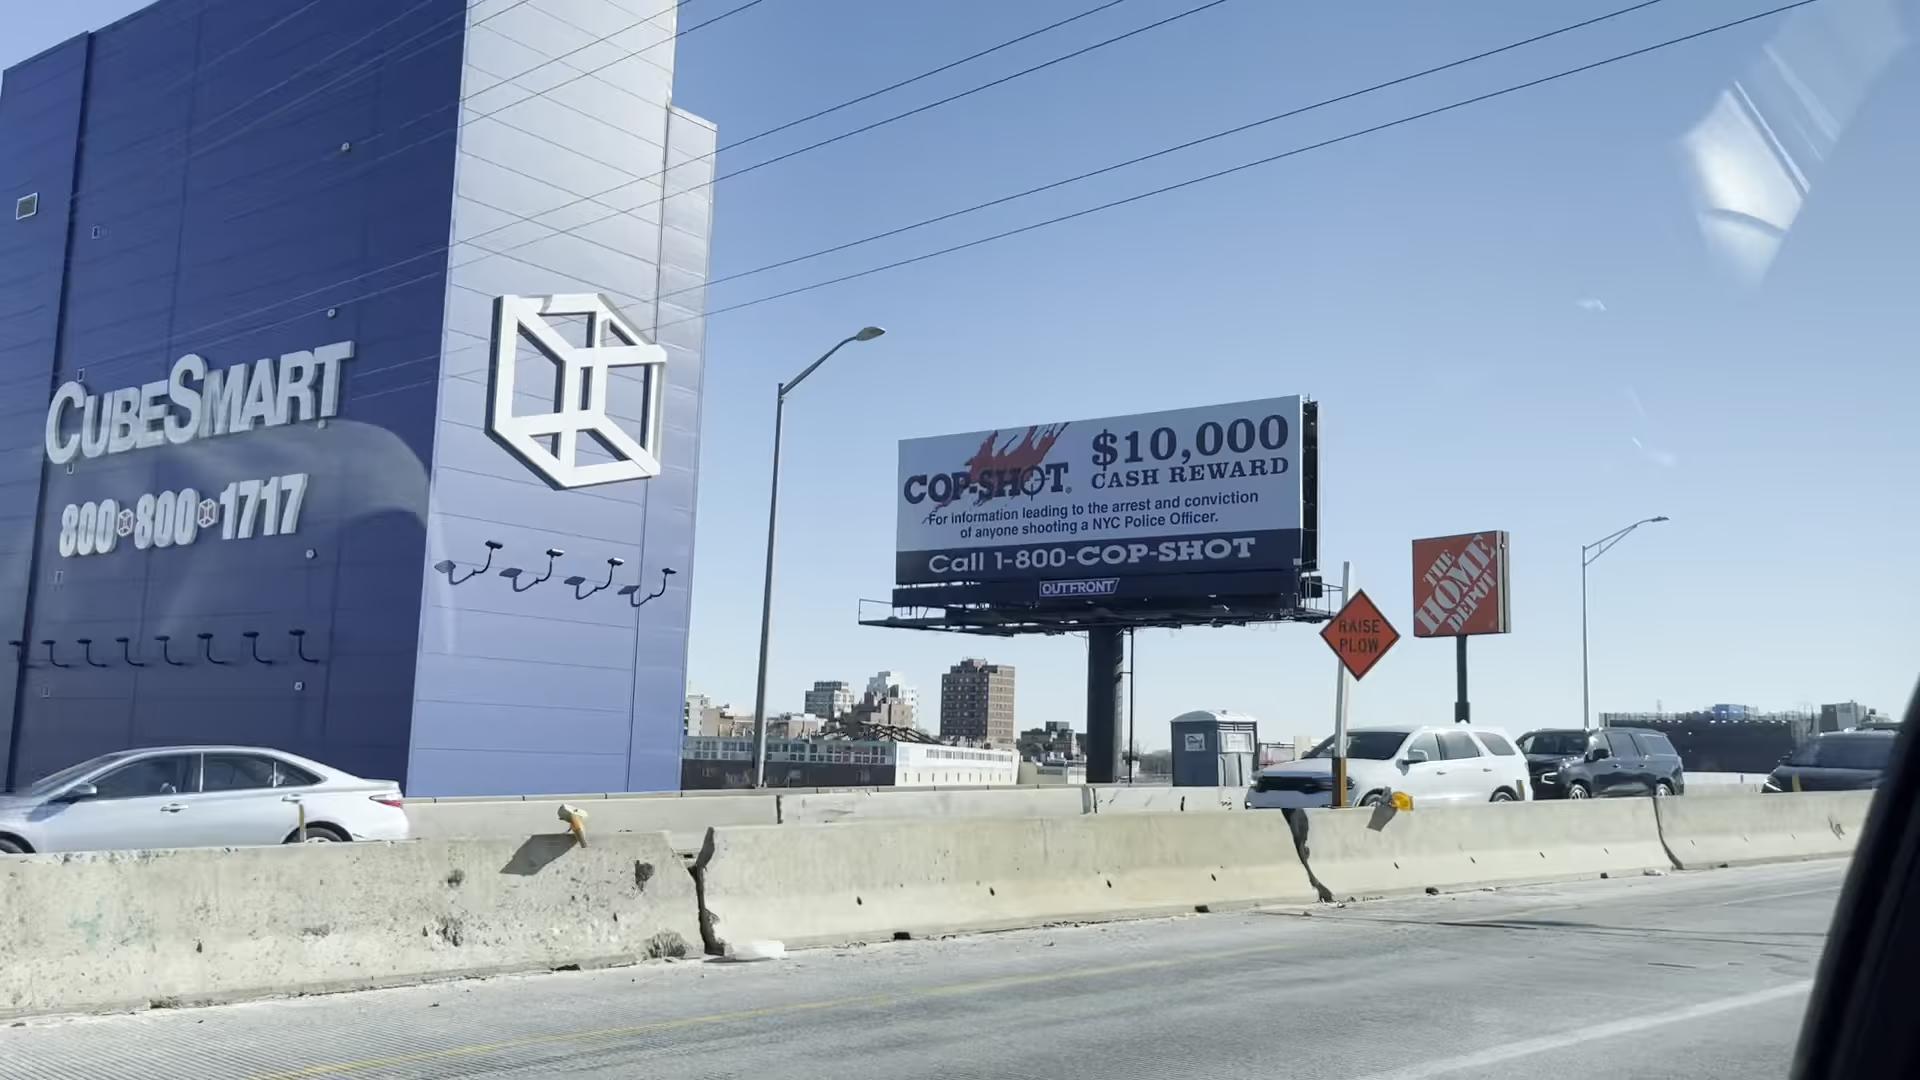 CUBESMART
800 800 1717
COP-SHOT®
$10,000
CASH REWARD
For information leading to the arrest and conviction
of anyone shooting a NYC Police Officer.
Call 1-800-COP-SHOT
OUTFRONT
RAISE
PLOW
THE
HOME
DEPOT